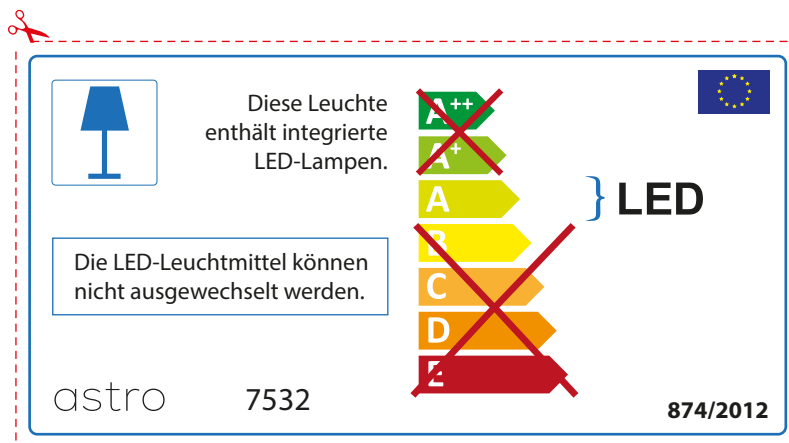 Diese Leuchte
enthält integrierte
LED-Lampen.
A++
A+
A
B
C
D
E
LED
Die LED-Leuchtmittel können
nicht ausgewechselt werden.
astro
7532
874/2012